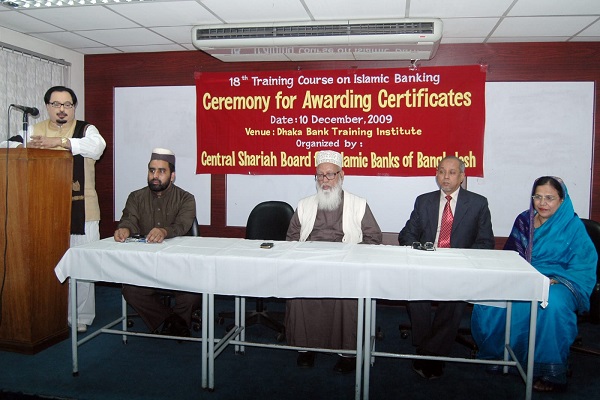 18th Training Course on Islamic Banking
Ceremony for Awarding Certificates
Date: 10 December, 2009
Venue: Dhaka Bank Training Institute
Organized by:
Central Shariah Board Islamic Banks of Bangladesh